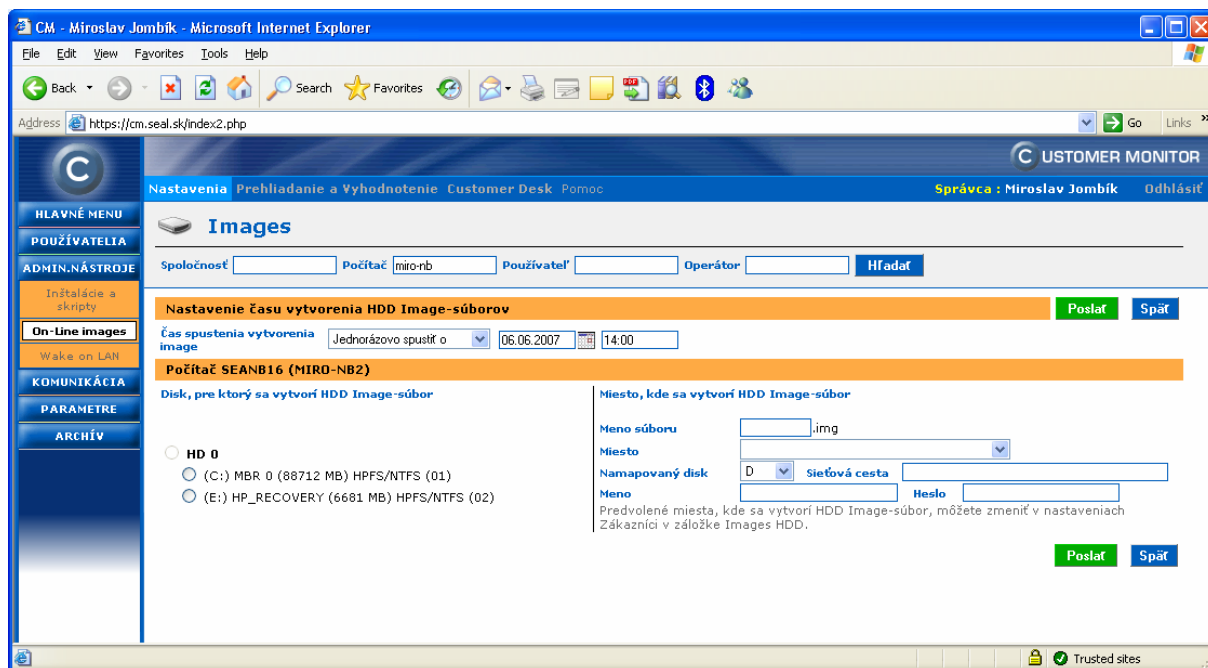 CM - Miroslav Jombík - Microsoft Internet Explorer
File Edit View Favorites Tools Help
Back Search Favorites
Address https://cm.seal.sk/index2.php Go Links »
C
C USTOMER MONITOR
Nastavenia Prehliadanie a Vyhodnotenie Customer Desk Pomoc Správca : Miroslav Jombík Odhlásiť
HLAVNÉ MENU
POUŽÍVATELIA
ADMIN.NÁSTROJE
Inštalácie a
skripty
On-Line images
Wake on LAN
KOMUNIKÁCIA
PARAMETRE
ARCHÍV
Images
Spoločnosť Počítač miro-nb Používateľ Operátor Hľadať
Nastavenie času vytvorenia HDD Image-súborov Poslať Späť
Čas spustenia vytvorenia
image Jednorázovo spustiť o 06.06.2007 14:00
Počítač SEANB16 (MIRO-NB2)
Disk, pre ktorý sa vytvorí HDD Image-súbor
HD 0
(C:) MBR 0 (88712 MB) HPFS/NTFS (01)
(E:) HP_RECOVERY (6681 MB) HPFS/NTFS (02)
Miesto, kde sa vytvorí HDD Image-súbor
Meno súboru .img
Miesto
Namapovaný disk D Sieťová cesta
Meno Heslo
Predvolené miesta, kde sa vytvorí HDD Image-súbor, môžete zmeniť v nastaveniach
Zákazníci v záložke Images HDD.
Poslať Späť
Trusted sites